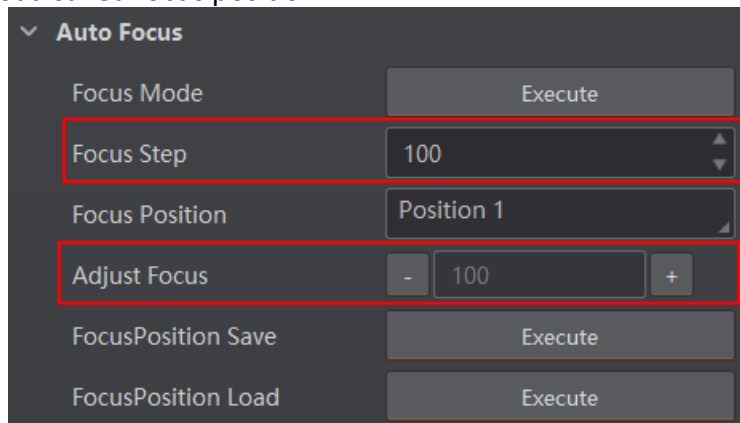 Auto Focus
Focus Mode Execute
Focus Step 100
Focus Position Position 1
Adjust Focus - 100 +
FocusPosition Save Execute
FocusPosition Load Execute